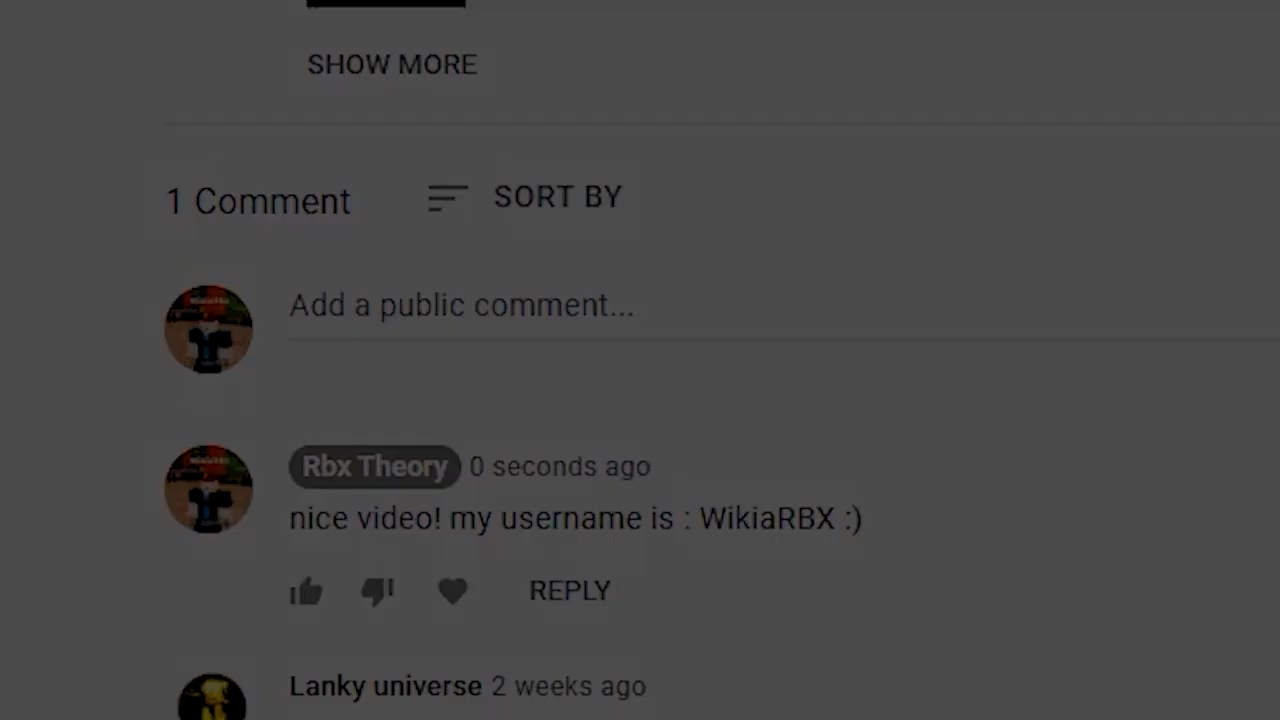 SHOW MORE
1 Comment
SORT BY
Add a public comment...
Rbx Theory 0 seconds ago
nice video! my username is : WikiaRBX :)
REPLY
Lanky universe 2 weeks ago